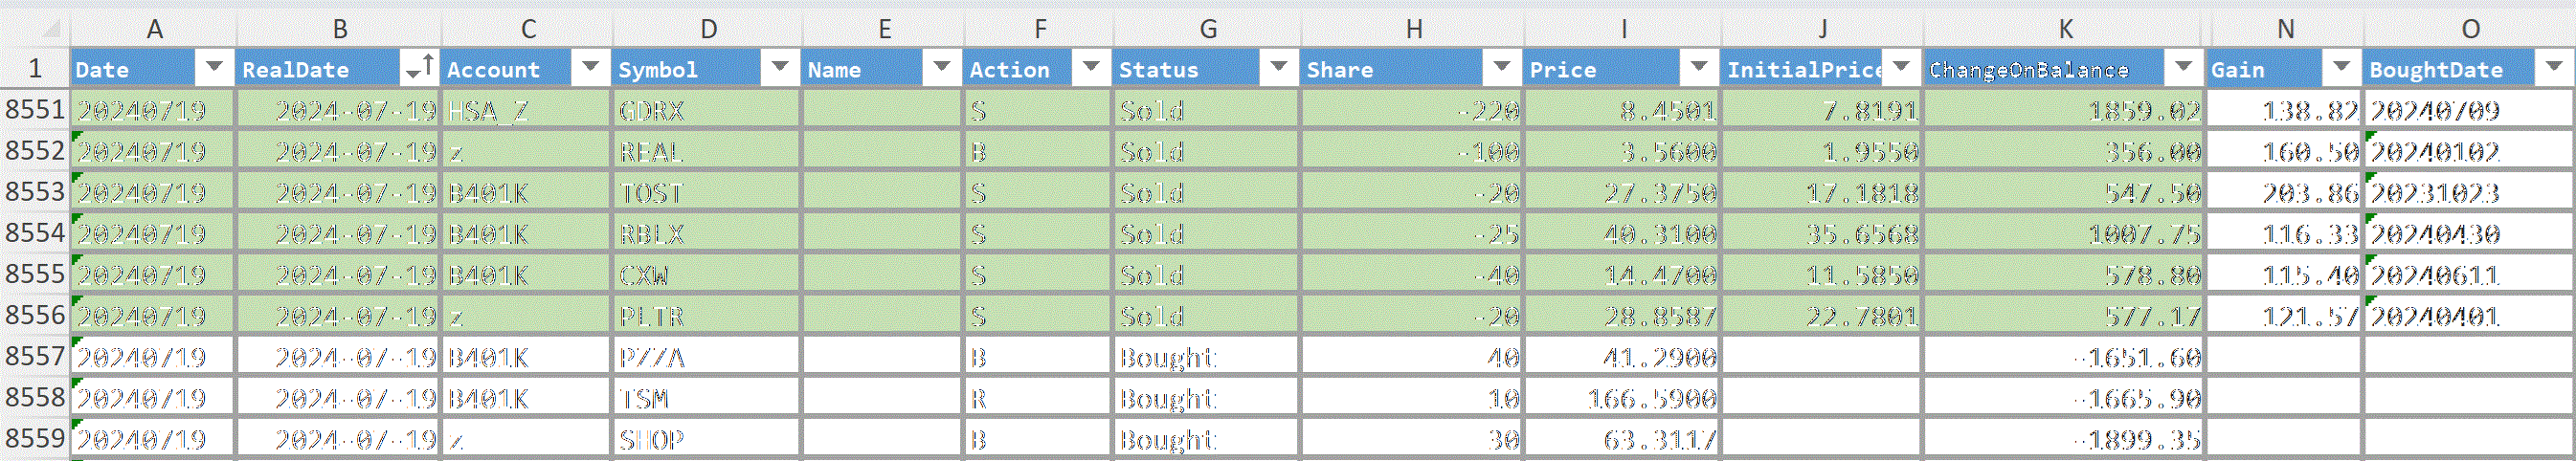 A B C D E F G H I J K N O
1 Date RealDate Account Symbol Name Action Status Share Price InitialPrice ChangeOnBalance Gain BoughtDate
8551 20240719 2024-07-19 HSA_Z GDRX S Sold -220 8.4501 7.8191 1859.02 138.82 20240709
8552 20240719 2024-07-19 z REAL B Sold -100 3.5600 1.9550 356.00 160.50 20240102
8553 20240719 2024-07-19 B401K TOST S Sold -20 27.3750 17.1818 547.50 203.86 20231023
8554 20240719 2024-07-19 B401K RBLX S Sold -25 40.3100 35.6568 1007.75 116.33 20240430
8555 20240719 2024-07-19 B401K CXW S Sold -40 14.4700 11.5850 578.80 115.40 20240611
8556 20240719 2024-07-19 z PLTR S Sold -20 28.8587 22.7801 577.17 121.57 20240401
8557 20240719 2024-07-19 B401K PZZA B Bought 40 41.2900 -1651.60
8558 20240719 2024-07-19 B401K TSM R Bought 10 166.5900 -1665.90
8559 20240719 2024-07-19 z SHOP B Bought 30 63.3117 -1899.35